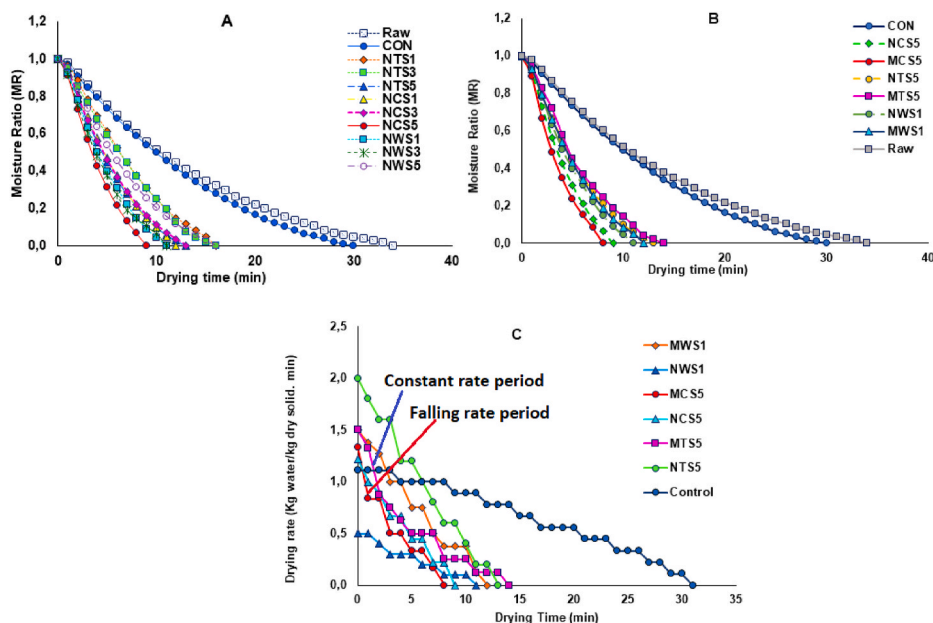 A
1,2
1,0
0,8
0,6
0,4
0,2
0,0
Moisture Ratio (MR)
0
10
20
30
40
Drying time (min)
Raw
CON
NTS1
NTS3
NTS5
NCS1
NCS3
NCS5
NWS1
NWS3
NWS5
B
1,2
1,0
0,8
0,6
0,4
0,2
0,0
Moisture Ratio (MR)
0
10
20
30
40
Drying time (min)
CON
NCS5
MCS5
NTS5
MTS5
NWS1
MWS1
Raw
C
2,5
2,0
1,5
1,0
0,5
0,0
Drying rate (Kg water/kg dry solid. min)
Constant rate period
Falling rate period
0
5
10
15
20
25
30
35
Drying Time (min)
MWS1
NWS1
MCS5
NCS5
MTS5
NTS5
Control